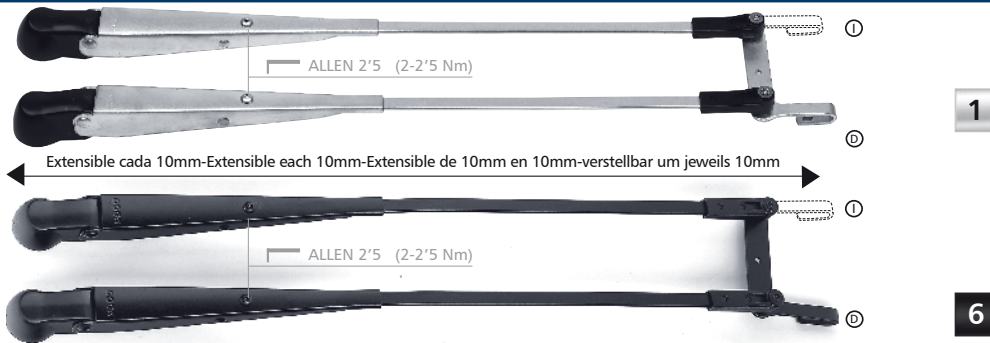 I
ALLEN 2'5 (2-2'5 Nm)
1
D
Extensible cada 10mm-Extensible each 10mm-Extensible de 10mm en 10mm-verstellbar um jeweils 10mm
I
ALLEN 2'5 (2-2'5 Nm)
6
D